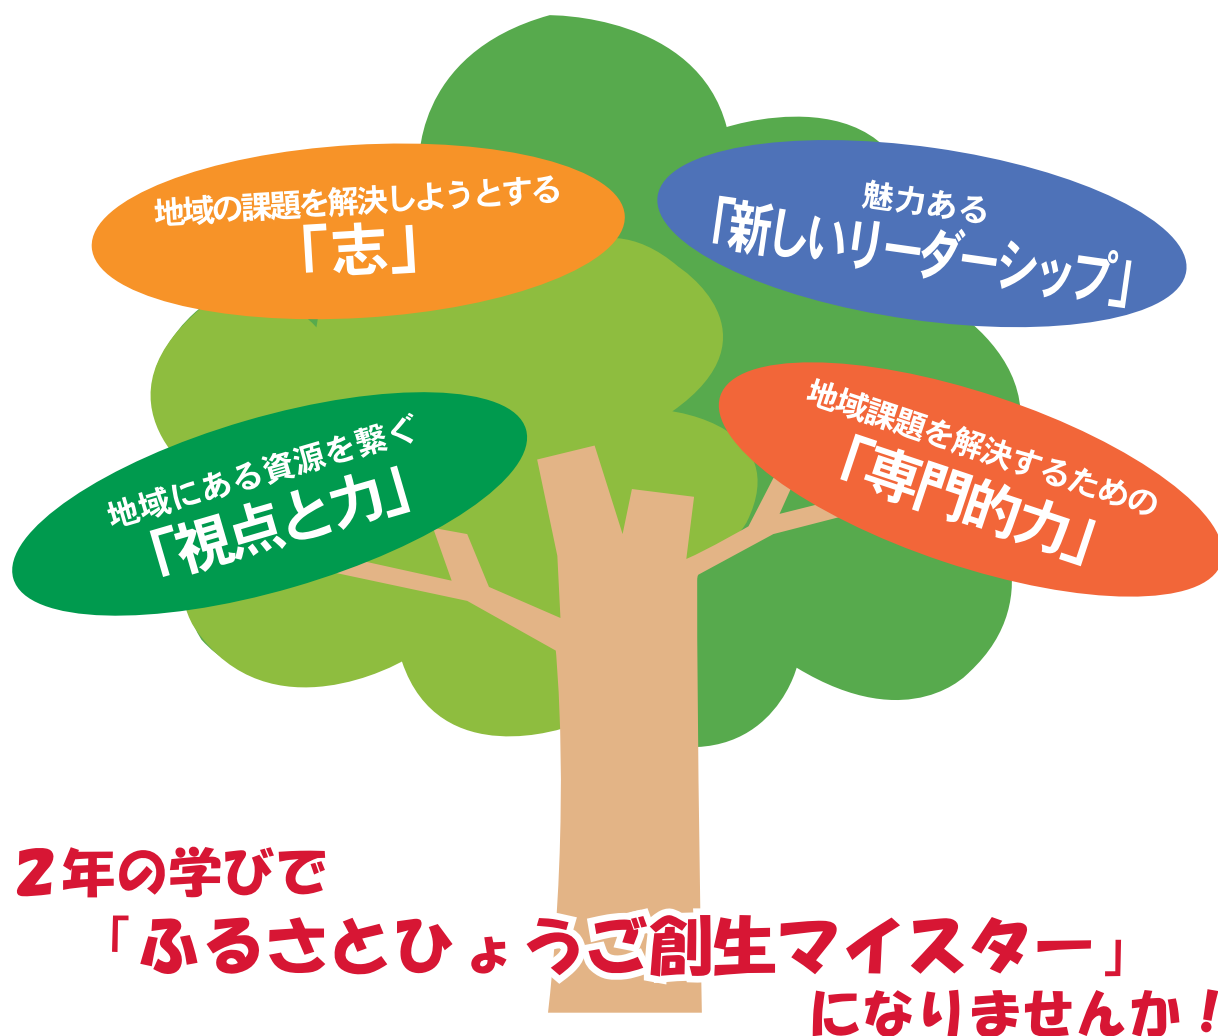 地域の課題を解決しようとする
「志」
魅力ある
「新しいリーダーシップ」
地域にある資源を繋ぐ
「視点と力」
地域課題を解決するための
「専門的力」
２年の学びで
「ふるさとひょうご創生マイスター」
になりませんか！